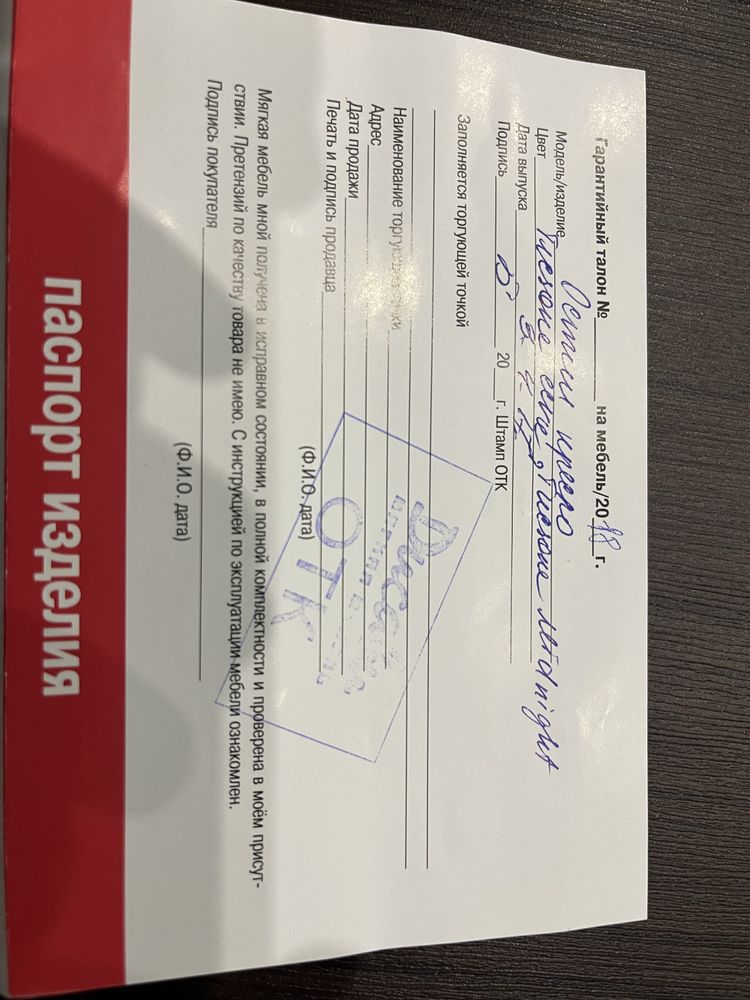 Гарантийный талон № на мебель/2018 г.
Модель/изделие Остин кресло
Цвет midnight
Дата выпуска
Подпись 20 г. Штамп ОТК
Заполняется торгующей точкой
Наименование торгующей точки
Адрес
Дата продажи
Печать и подпись продавца
(Ф.И.О. дата)
ОТК
Мягкая мебель мной получена в исправном состоянии, в полной комплектности и проверена в моём присут-
ствии. Претензий по качеству товара не имею. С инструкцией по эксплуатации мебели ознакомлен.
Подпись покупателя
(Ф.И.О. дата)
паспорт изделия